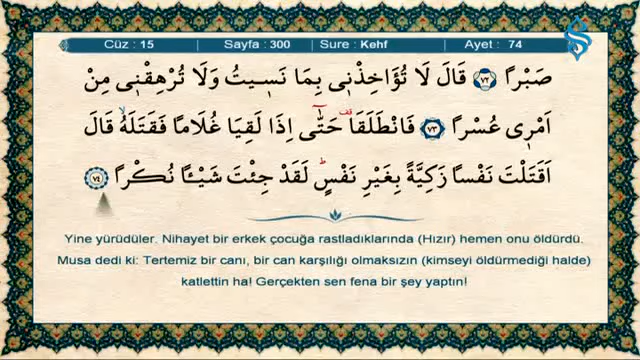 Cüz : 15 Sayfa : 300 Sure : Kehf Ayet : 74
صَبْرًا ﴿٧٢﴾ قَالَ لَا تُؤَاخِذْنٖي بِمَا نَسٖيتُ وَلَا تُرْهِقْنٖي مِنْ
اَمْرٖي عُسْرًا ﴿٧٣﴾ فَانْطَلَقَاࣞ حَتّٰٓى اِذَا لَقِيَا غُلَامًا فَقَتَلَهُۙ قَالَ
اَقَتَلْتَ نَفْسًا زَكِيَّةً بِغَيْرِ نَفْسٍؕ لَقَدْ جِئْتَ شَيْـًٔا نُكْرًا ﴿٧٤﴾
Yine yürüdüler. Nihayet bir erkek çocuğa rastladıklarında (Hızır) hemen onu öldürdü.
Musa dedi ki: Tertemiz bir canı, bir can karşılığı olmaksızın (kimseyi öldürmediği halde)
katlettin ha! Gerçekten sen fena bir şey yaptın!